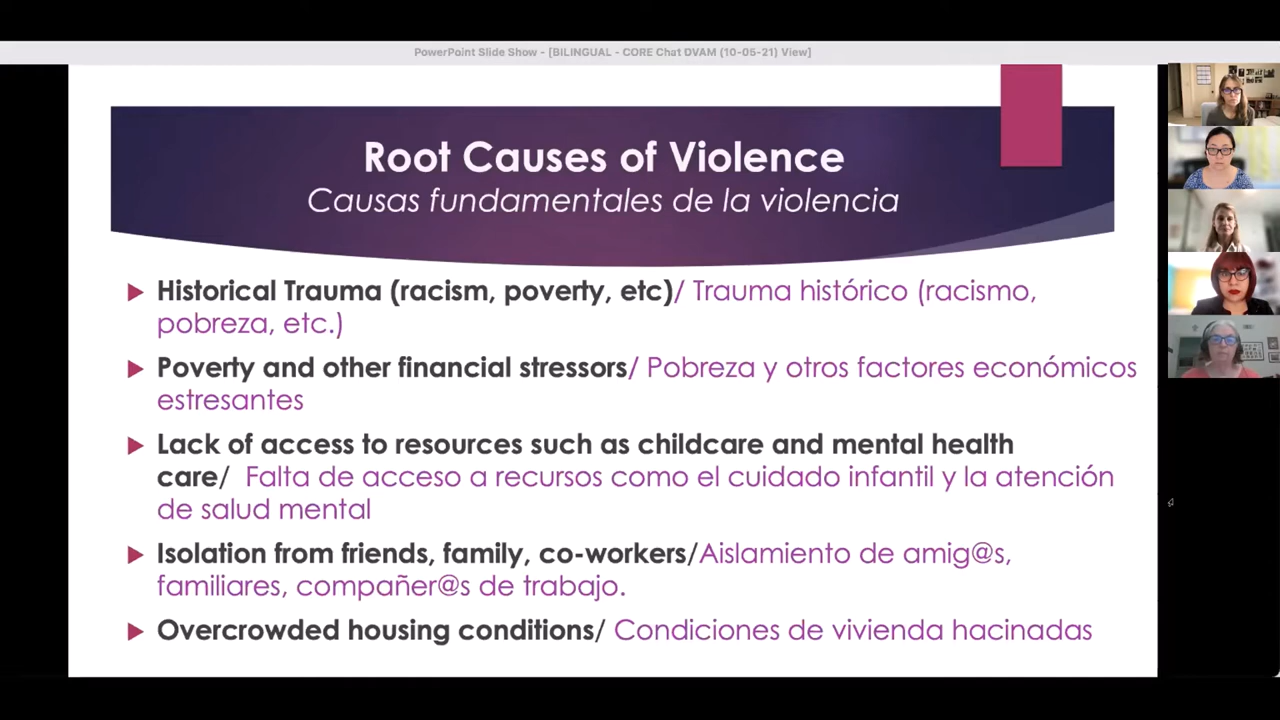 PowerPoint Slide Show - [BILINGUAL - CORE Chat DVAM (10-05-21) View]
Root Causes of Violence
Causas fundamentales de la violencia
Historical Trauma (racism, poverty, etc)/ Trauma histórico (racismo,
pobreza, etc.)
Poverty and other financial stressors/ Pobreza y otros factores económicos
estresantes
Lack of access to resources such as childcare and mental health
care/ Falta de acceso a recursos como el cuidado infantil y la atención
de salud mental
Isolation from friends, family, co-workers/Aislamiento de amig@s,
familiares, compañer@s de trabajo.
Overcrowded housing conditions/ Condiciones de vivienda hacinadas